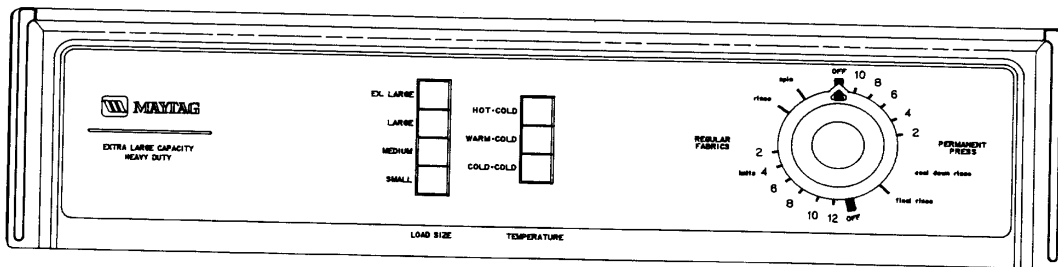 MAYTAG
EXTRA LARGE CAPACITY
HEAVY DUTY
EX. LARGE
LARGE
MEDIUM
SMALL
LOAD SIZE
HOT-COLD
WARM-COLD
COLD-COLD
TEMPERATURE
REGULAR
FABRICS
rinse
spin
OFF
10
8
6
4
2
PERMANENT
PRESS
cool down rinse
final rinse
OFF
12
10
8
6
4
2